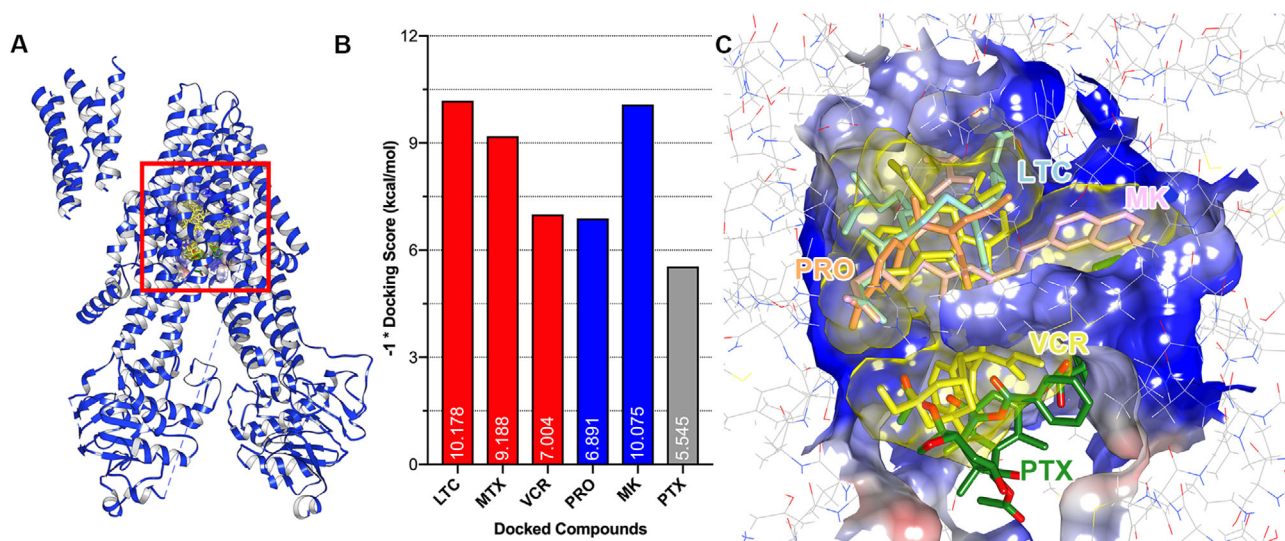 A
B
C
12
9
6
3
0
-1 * Docking Score (kcal/mol)
10.178
9.188
7.004
6.891
10.075
5.545
LTC
MTX
VCR
PRO
MK
PTX
Docked Compounds
LTC
MK
PRO
VCR
PTX